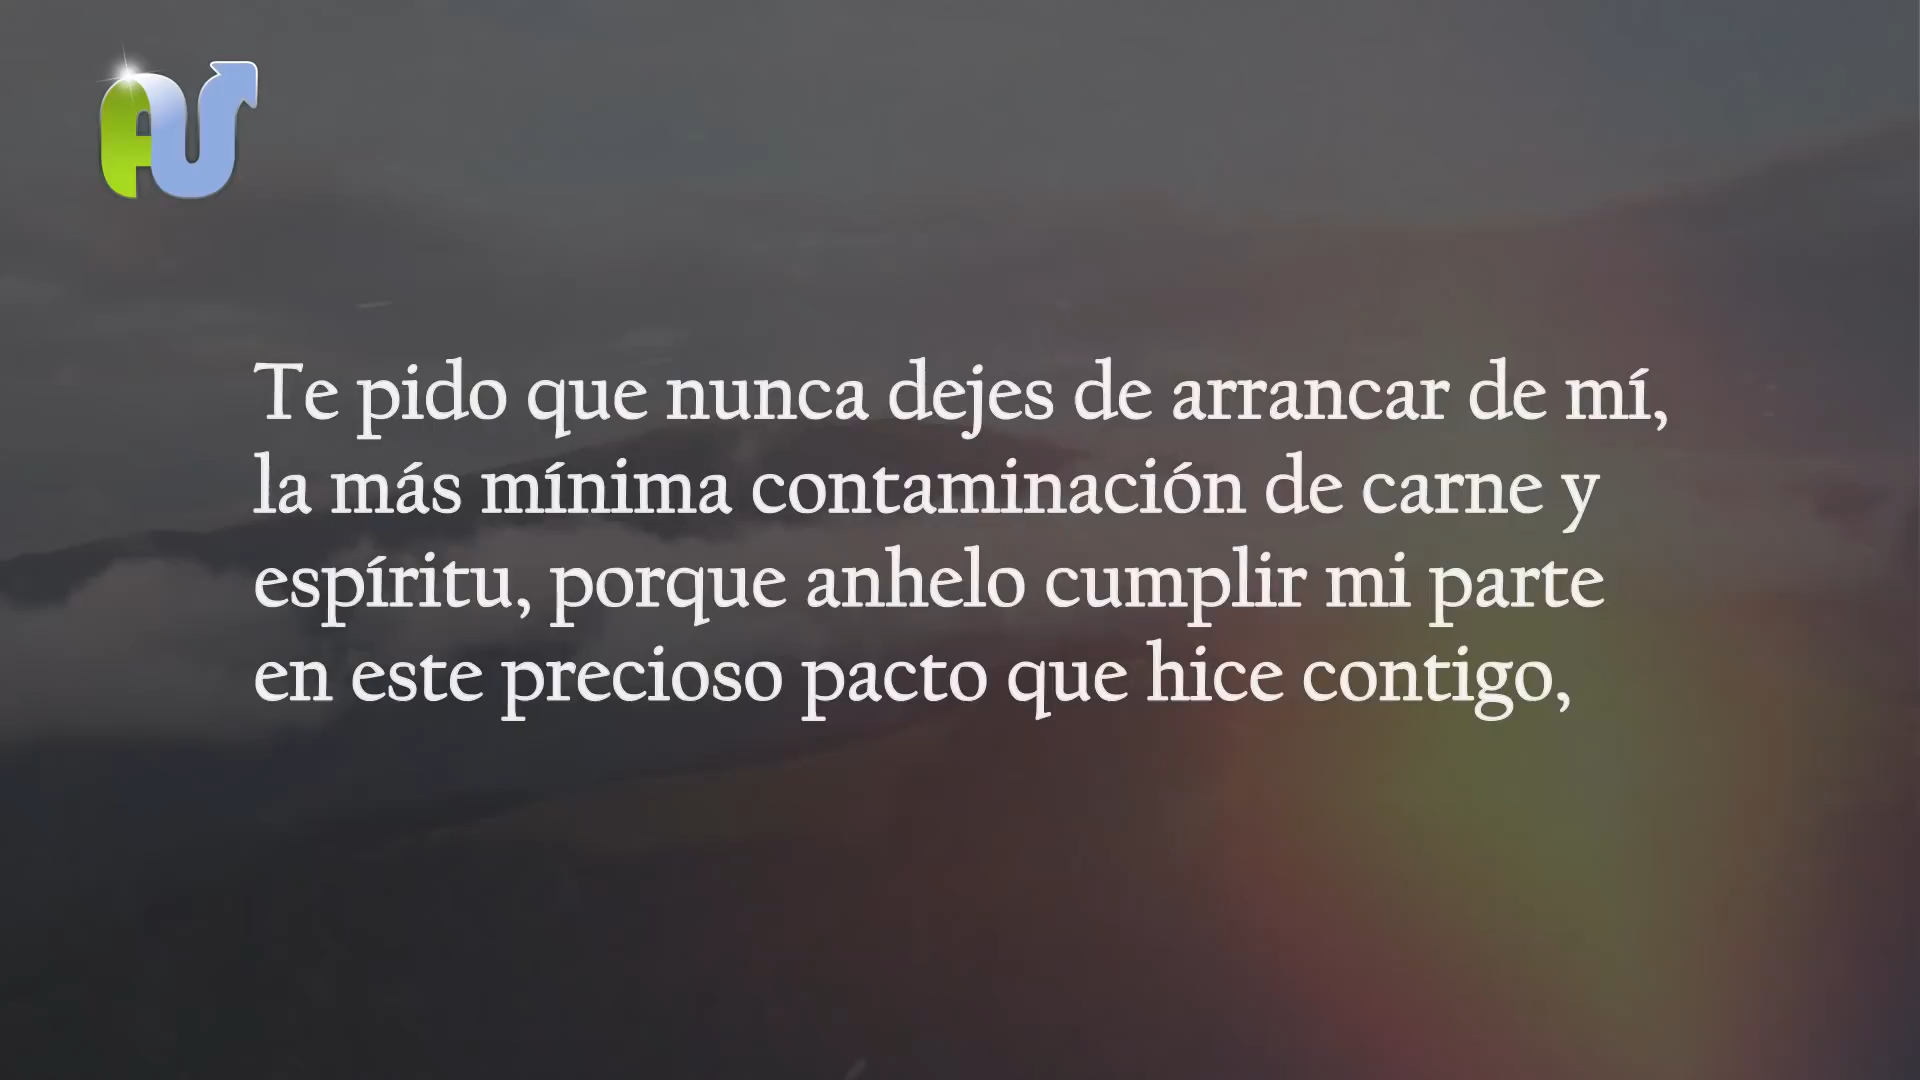 AU
Te pido que nunca dejes de arrancar de mí,
la más mínima contaminación de carne y
espíritu, porque anhelo cumplir mi parte
en este precioso pacto que hice contigo,